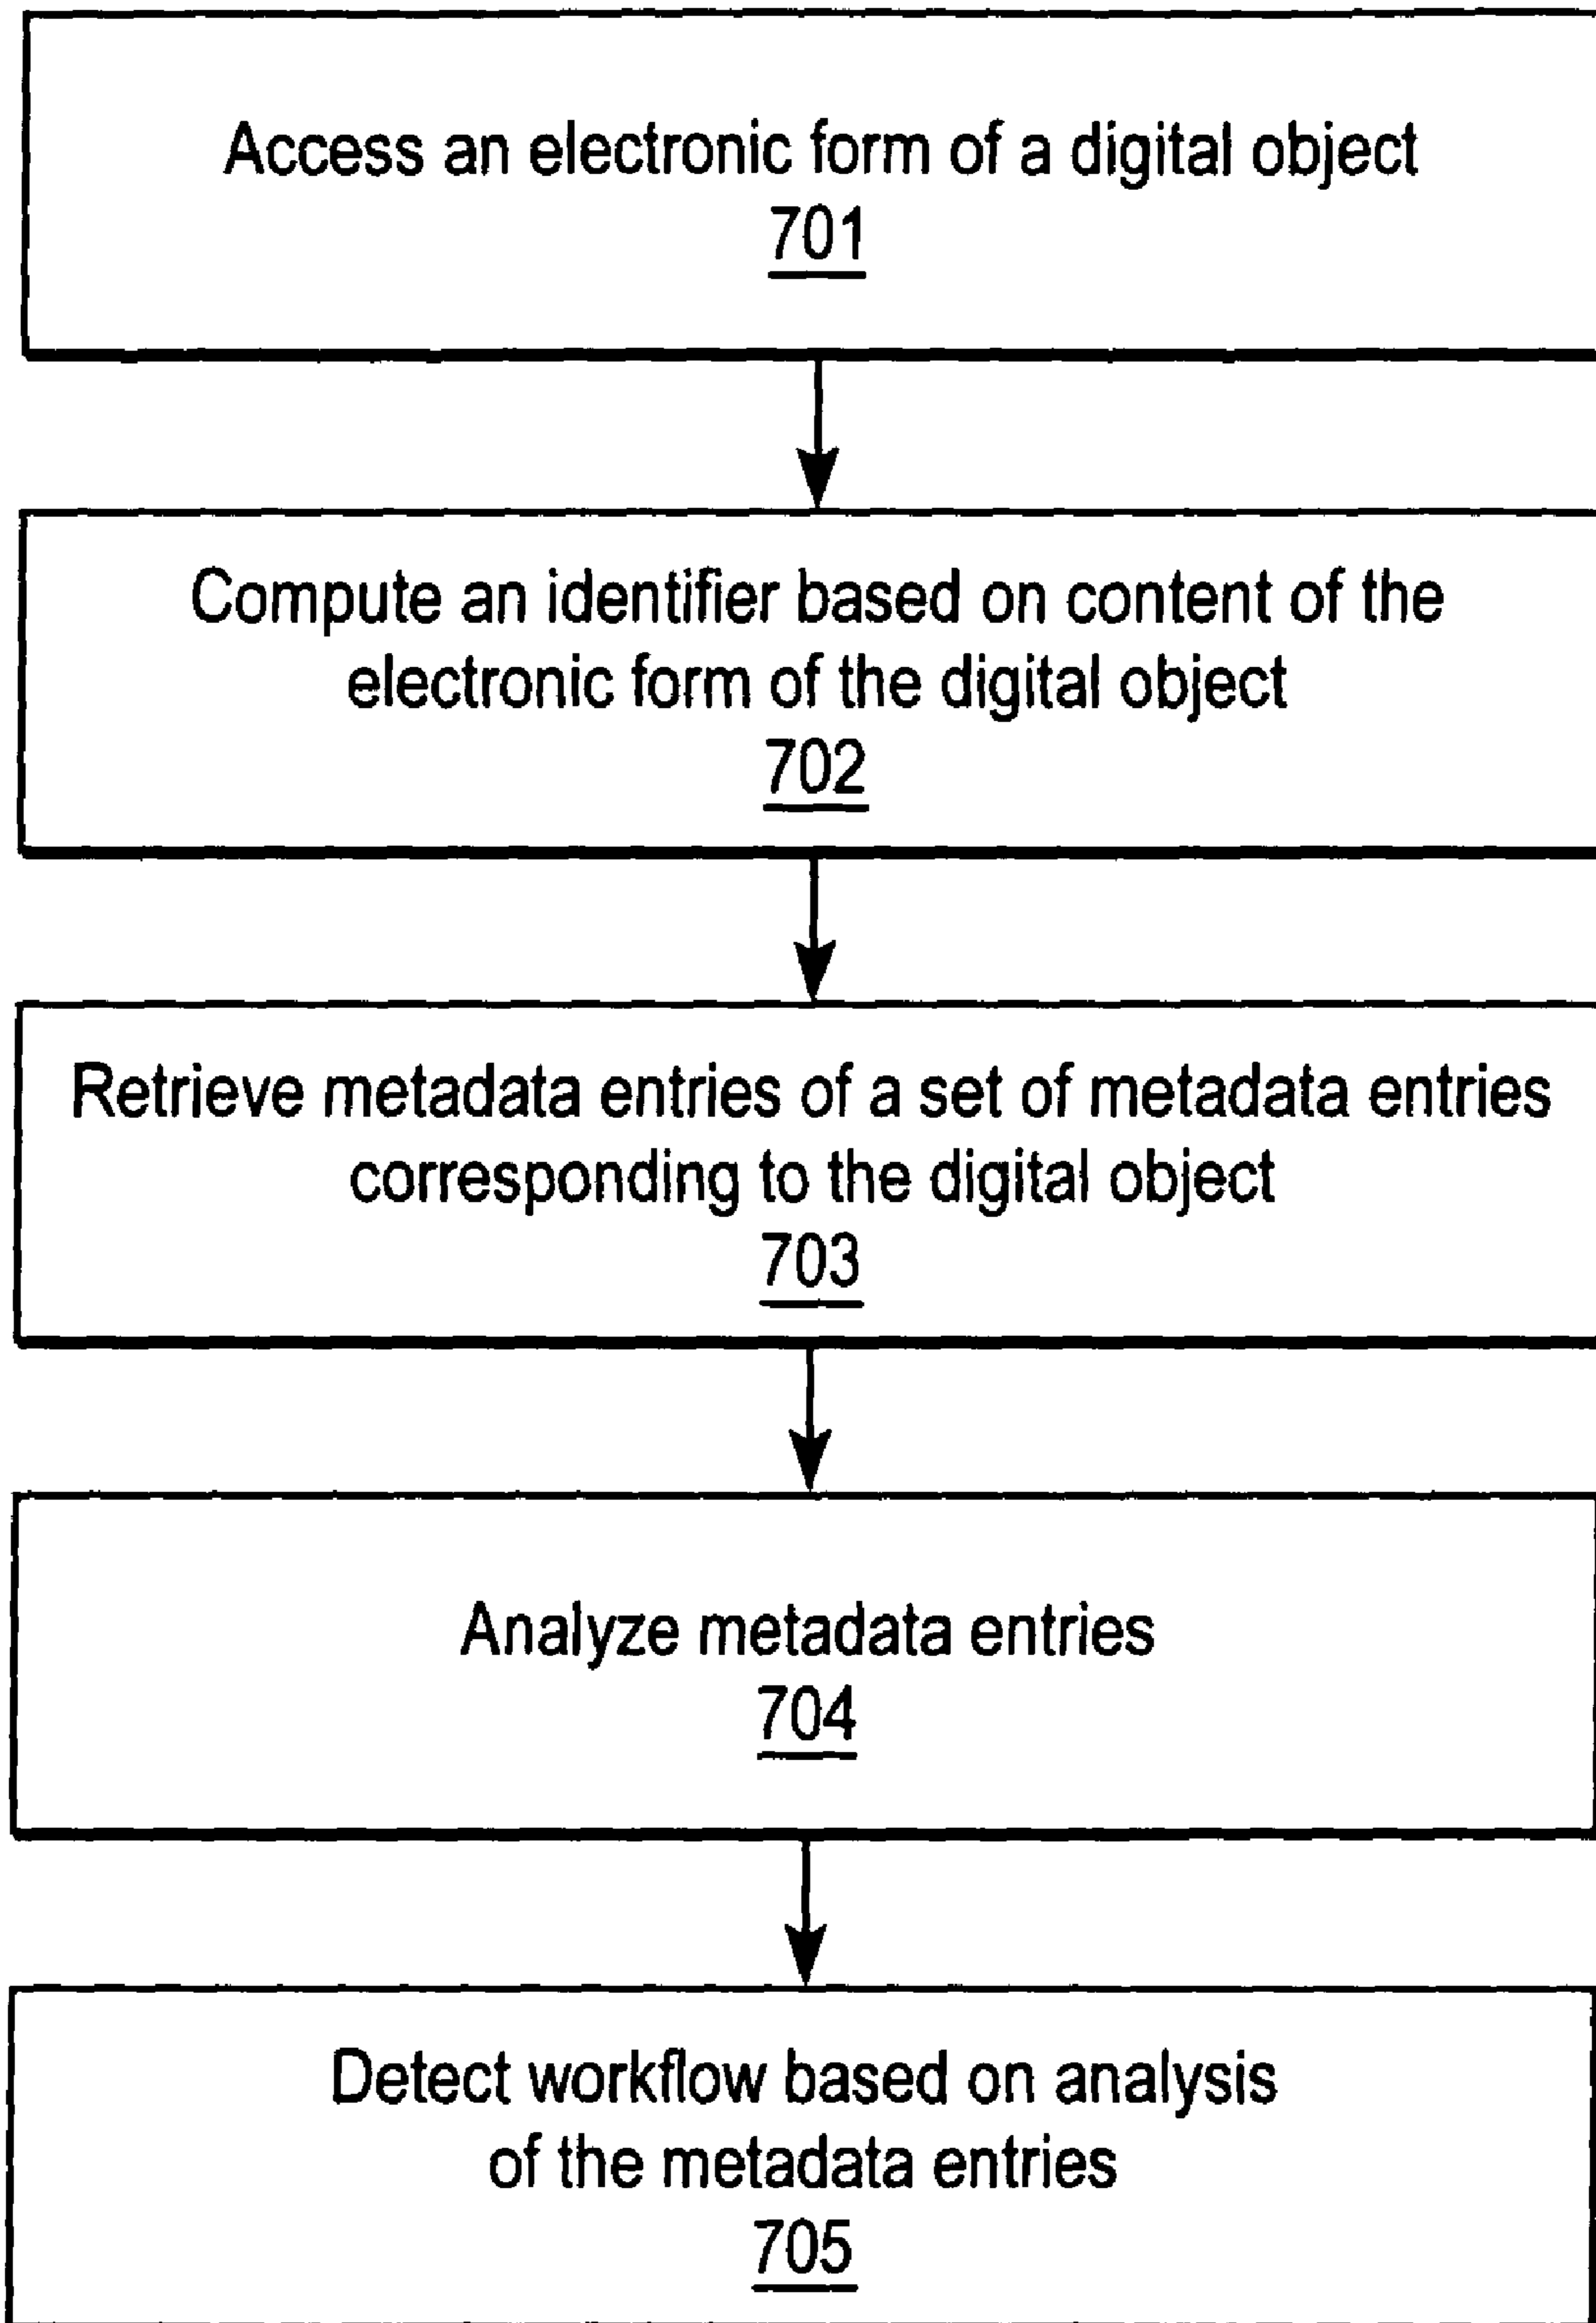 Access an electronic form of a digital object
701
Compute an identifier based on content of the
electronic form of the digital object
702
Retrieve metadata entries of a set of metadata entries
corresponding to the digital object
703
Analyze metadata entries
704
Detect workflow based on analysis
of the metadata entries
705